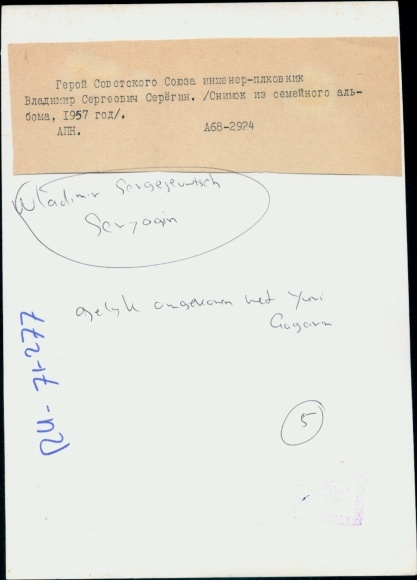 Герой Советского Союза инженер-плковник
Владимир Сергеевич Серёгин. /Снимок из семейного аль-
бома, 1957 год/.
АПН. А68-2924
Wladimir Sergejewitsch
Seryogin
gelijk omgekomen met Yuri
Gagarin
RU-71-277
5